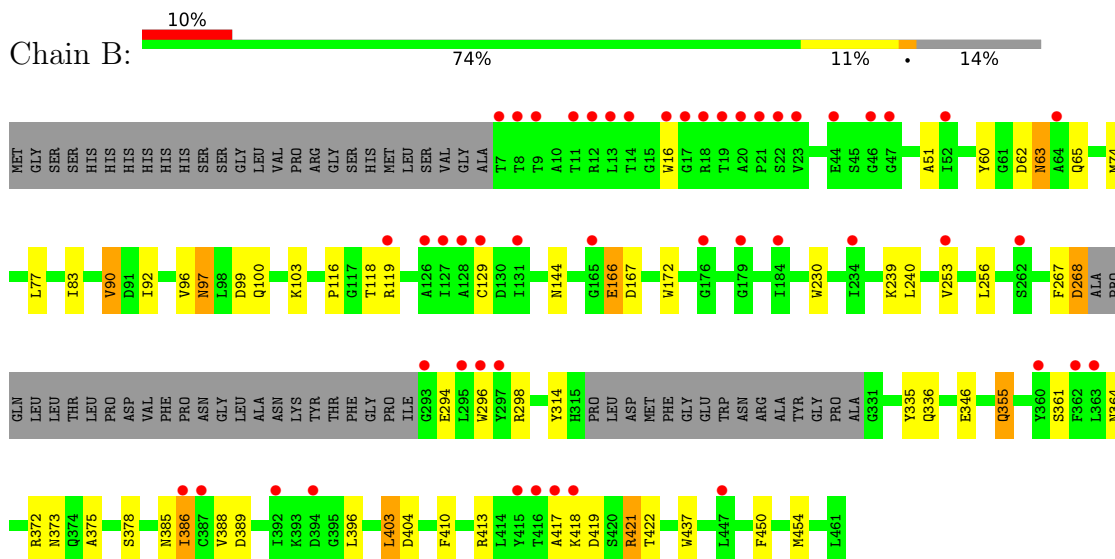 10%
Chain B:
74% 11% • 14%
MET GLY SER SER HIS HIS HIS HIS HIS HIS SER SER GLY LEU VAL PRO ARG GLY SER HIS MET LEU SER VAL GLY ALA T7 T8 T9 A10 T11 R12 L13 T14 G15 W16 G17 R18 T19 A20 P21 S22 V23 E44 S45 G46 G47 A51 I52 Y60 G61 D62 N63 A64 Q65
L77 I83 V90 D91 I92 V96 N97 L98 D99 Q100 K103 P116 G117 T118 R119 A126 I127 A128 C129 D130 I131 N144 G165 E166 D167 W172 G176 G179 I184 W230 I234 K239 L240 V253 L256 S262 F267 D268 ALA PRO
GLN LEU LEU THR LEU PRO ASP VAL PHE PRO ASN GLY LEU ALA ASN LYS TYR THR PHE GLY PRO ILE G293 E294 L295 W296 Y297 R298 Y314 H315 PRO LEU ASP MET PHE GLY GLU TRP ASN ARG ALA TYR GLY PRO ALA G331 Y335 Q336 E346 Q355 Y360 S361 F362 L363 N364
R372 N373 Q374 A375 S378 N385 I386 C387 V388 D389 I392 K393 D394 G395 L396 L403 D404 F410 R413 L414 Y415 T416 A417 K418 D419 S420 R421 T422 W437 L447 F450 M454 L461